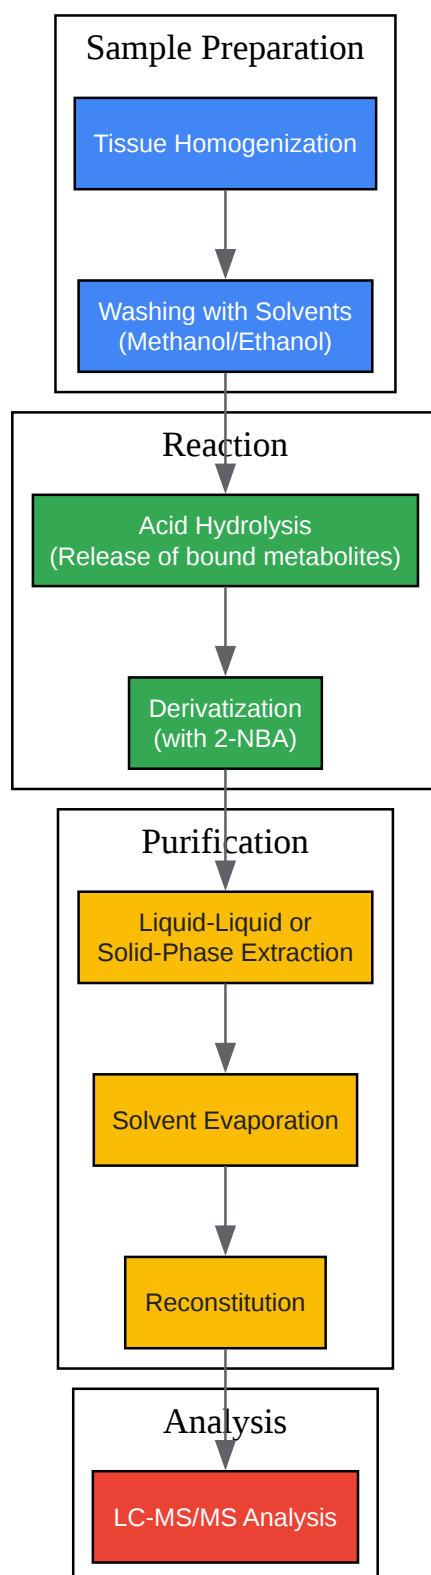 Sample Preparation
Tissue Homogenization
Washing with Solvents
(Methanol/Ethanol)
Reaction
Acid Hydrolysis
(Release of bound metabolites)
Derivatization
(with 2-NBA)
Purification
Liquid-Liquid or
Solid-Phase Extraction
Solvent Evaporation
Reconstitution
Analysis
LC-MS/MS Analysis